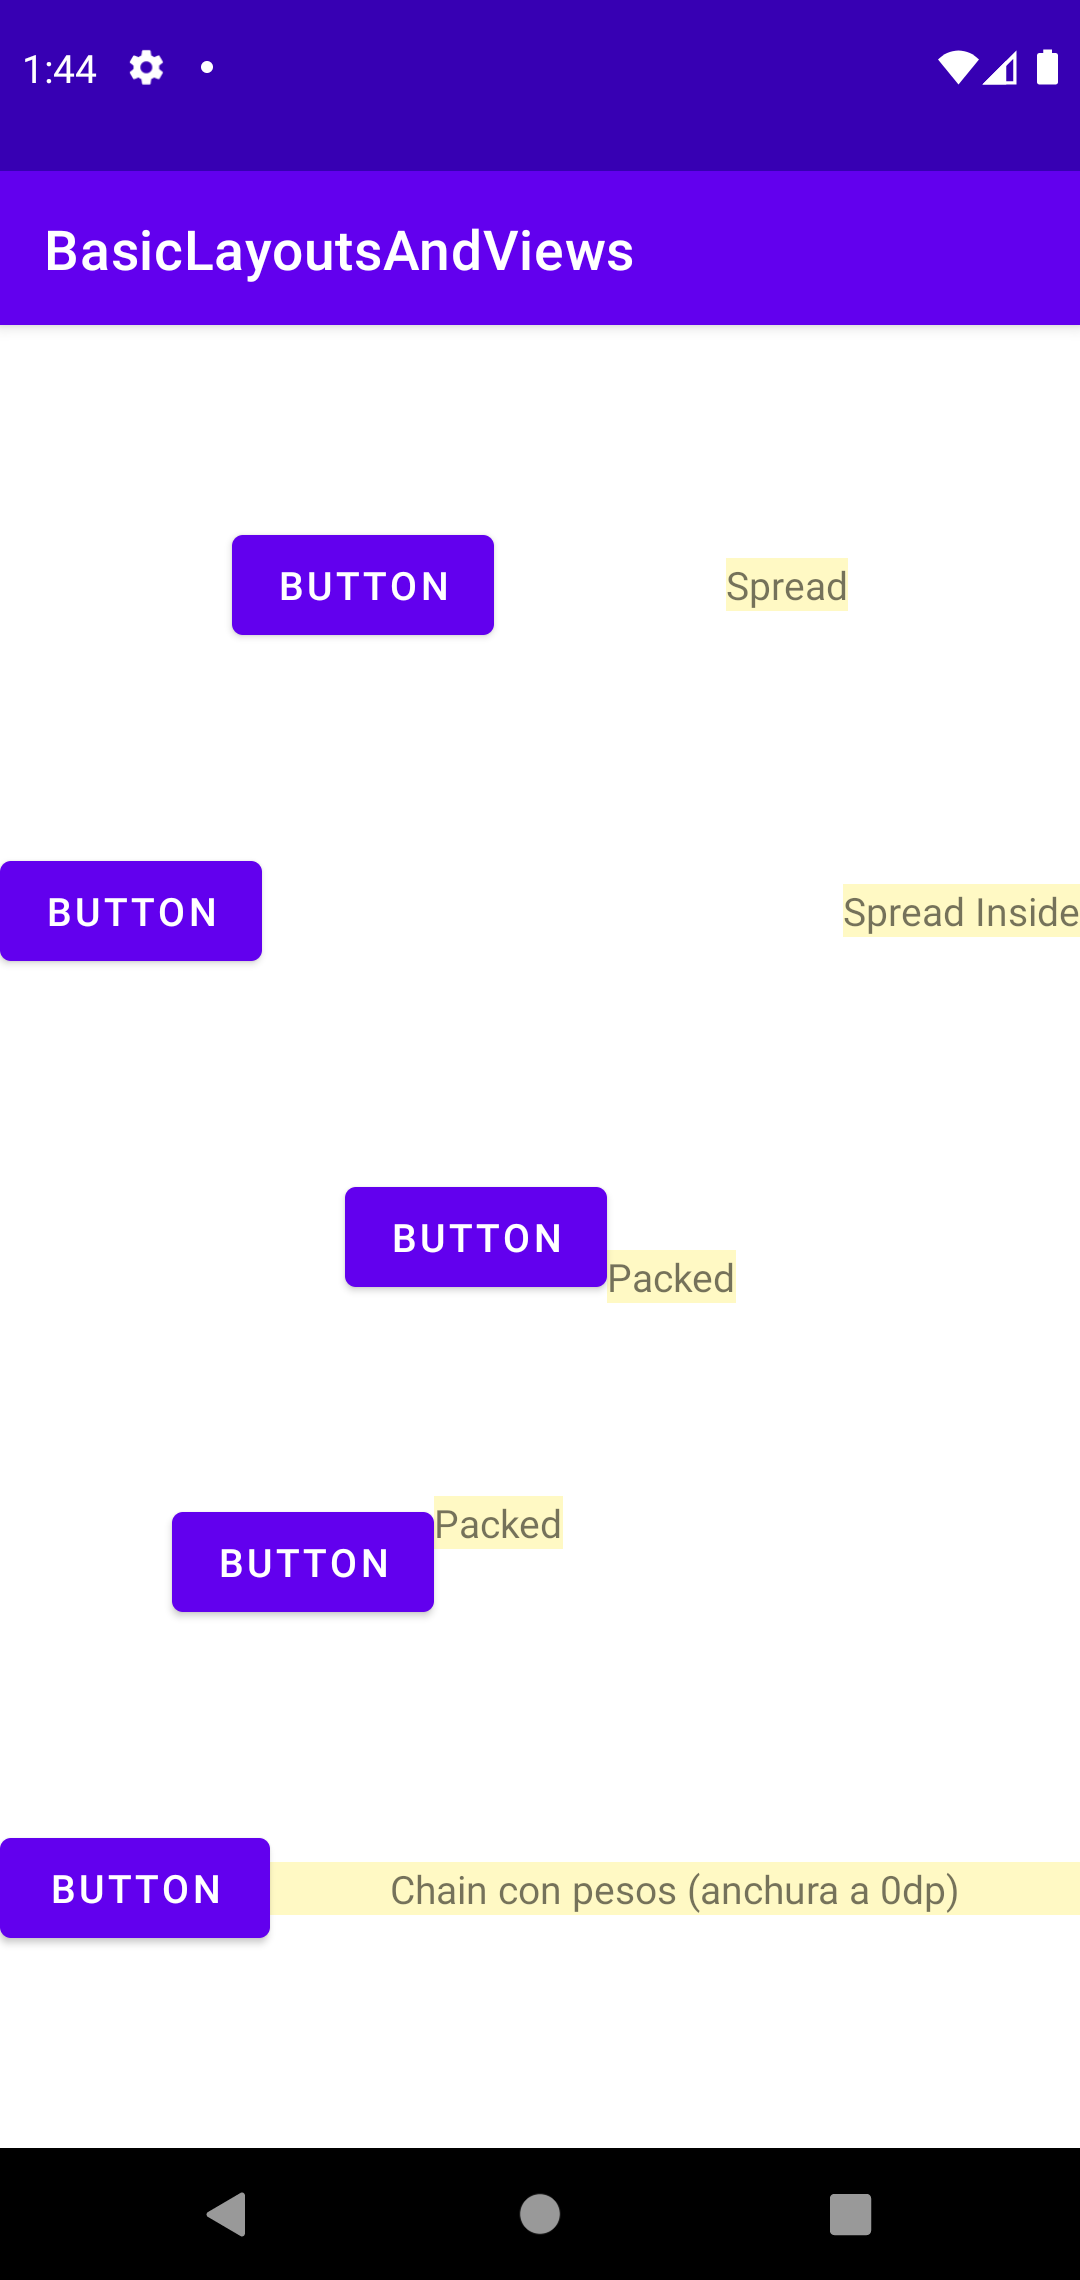 1:44
BasicLayoutsAndViews
BUTTON Spread
BUTTON Spread Inside
BUTTON
Packed
Packed
BUTTON
BUTTON Chain con pesos (anchura a 0dp)